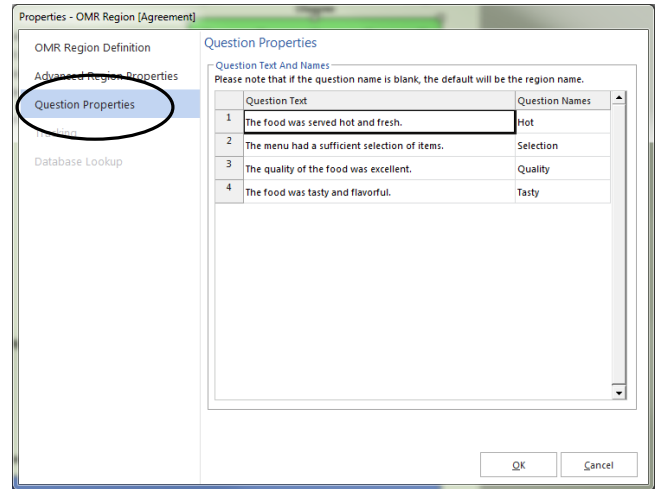 Properties - OMR Region [Agreement]
OMR Region Definition
Advanced Region Properties
Question Properties
Tracking
Database Lookup
Question Properties
Question Text And Names
Please note that if the question name is blank, the default will be the region name.
Question Text Question Names
1 The food was served hot and fresh. Hot
2 The menu had a sufficient selection of items. Selection
3 The quality of the food was excellent. Quality
4 The food was tasty and flavorful. Tasty
OK Cancel